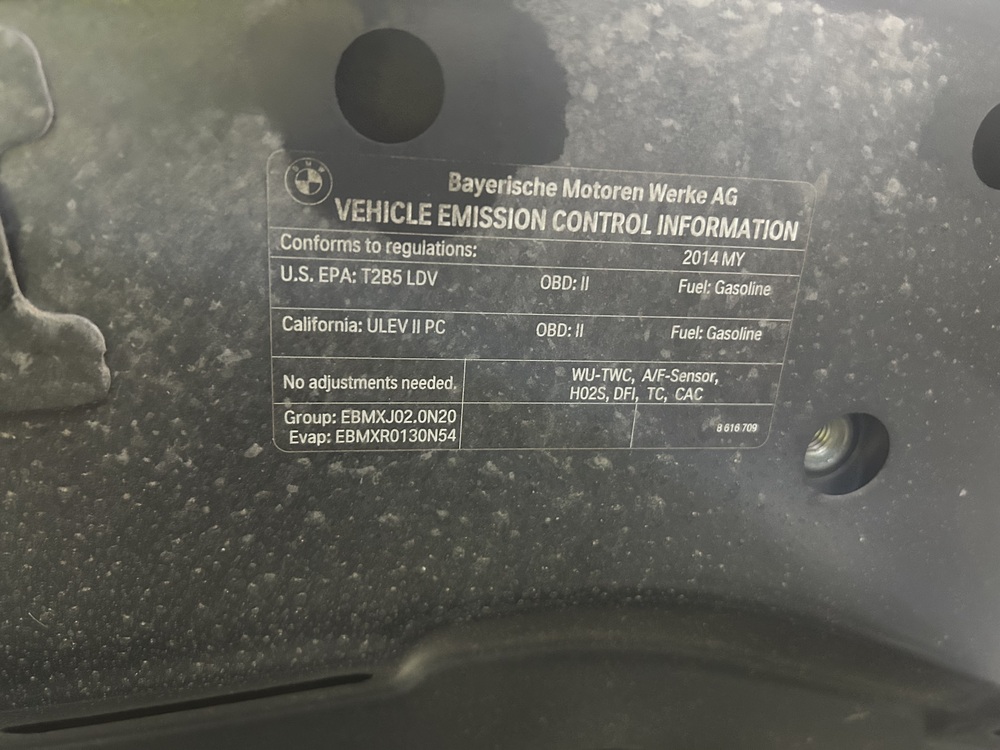 BMW
Bayerische Motoren Werke AG
VEHICLE EMISSION CONTROL INFORMATION
Conforms to regulations: 2014 MY
U.S. EPA: T2B5 LDV OBD: II Fuel: Gasoline
California: ULEV II PC OBD: II Fuel: Gasoline
No adjustments needed.
WU-TWC, A/F-Sensor,
HO2S, DFI, TC, CAC
Group: EBMXJ02.0N20
Evap: EBMXR0130N54
8 616 709